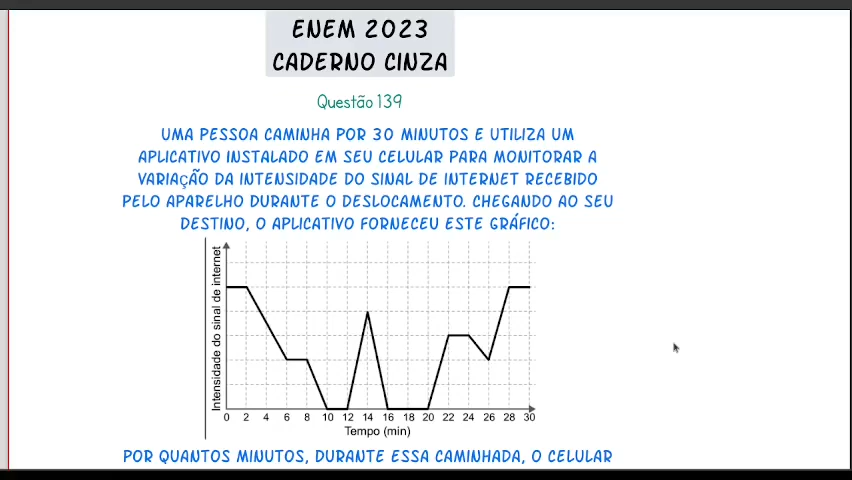 ENEM 2023
CADERNO CINZA
Questão 139
UMA PESSOA CAMINHA POR 30 MINUTOS E UTILIZA UM
APLICATIVO INSTALADO EM SEU CELULAR PARA MONITORAR A
VARIAÇÃO DA INTENSIDADE DO SINAL DE INTERNET RECEBIDO
PELO APARELHO DURANTE O DESLOCAMENTO. CHEGANDO AO SEU
DESTINO, O APLICATIVO FORNECEU ESTE GRÁFICO:
Intensidade do sinal de internet
0 2 4 6 8 10 12 14 16 18 20 22 24 26 28 30
Tempo (min)
POR QUANTOS MINUTOS, DURANTE ESSA CAMINHADA, O CELULAR